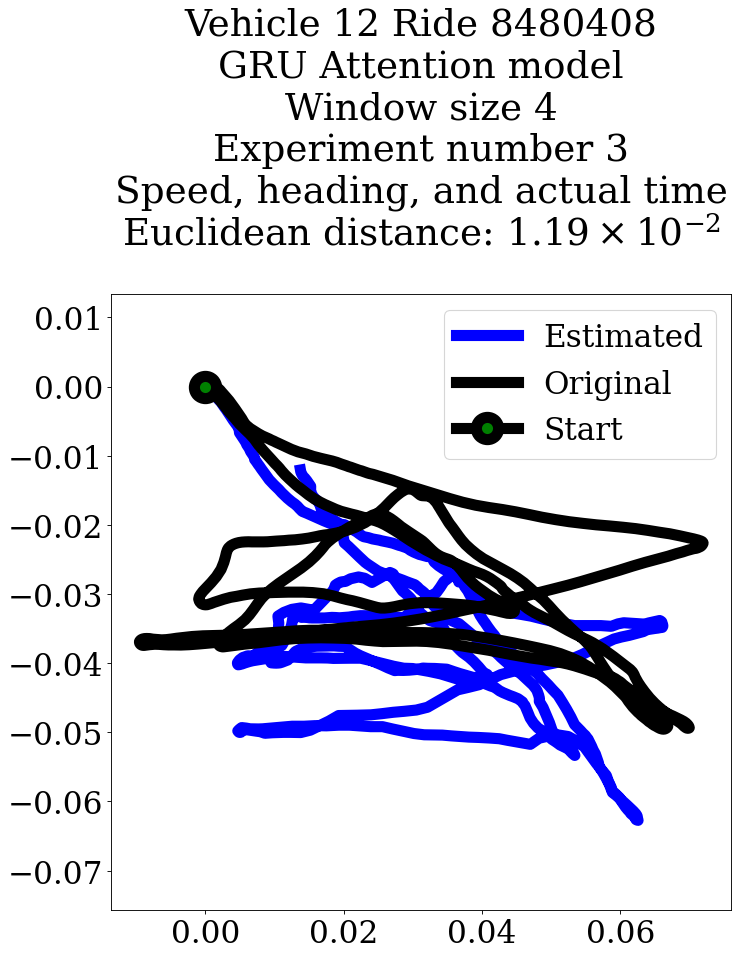 Vehicle 12 Ride 8480408
GRU Attention model
Window size 4
Experiment number 3
Speed, heading, and actual time
Euclidean distance: 1.19 × 10⁻²
Estimated
Original
Start
0.01
0.00
−0.01
−0.02
−0.03
−0.04
−0.05
−0.06
−0.07
0.00 0.02 0.04 0.06